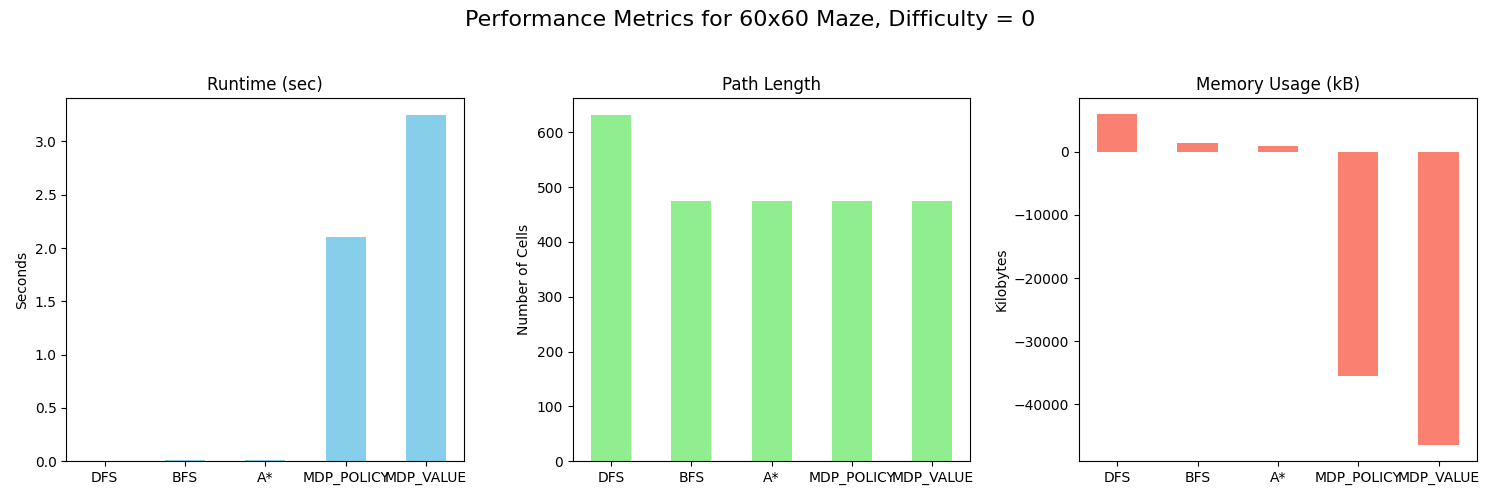 Performance Metrics for 60x60 Maze, Difficulty = 0
Runtime (sec)
Seconds
3.0
2.5
2.0
1.5
1.0
0.5
0.0
DFS BFS A* MDP_POLICY MDP_VALUE
Path Length
Number of Cells
600
500
400
300
200
100
0
DFS BFS A* MDP_POLICY MDP_VALUE
Memory Usage (kB)
Kilobytes
0
−10000
−20000
−30000
−40000
DFS BFS A* MDP_POLICY MDP_VALUE